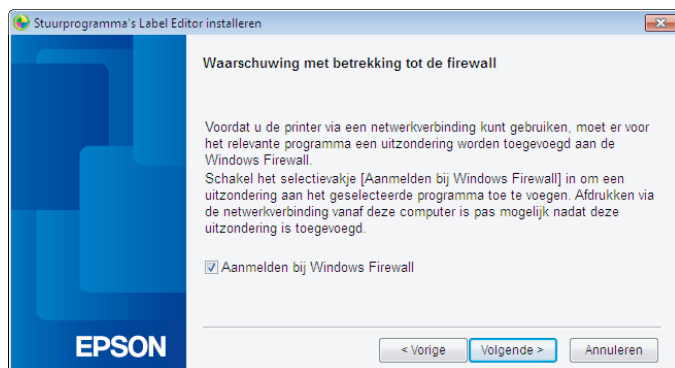 Stuurprogramma's Label Editor installeren
Waarschuwing met betrekking tot de firewall
Voordat u de printer via een netwerkverbinding kunt gebruiken, moet er voor
het relevante programma een uitzondering worden toegevoegd aan de
Windows Firewall.
Schakel het selectievakje [Aanmelden bij Windows Firewall] in om een
uitzondering aan het geselecteerde programma toe te voegen. Afdrukken via
de netwerkverbinding vanaf deze computer is pas mogelijk nadat deze
uitzondering is toegevoegd.
Aanmelden bij Windows Firewall
EPSON
< Vorige Volgende > Annuleren